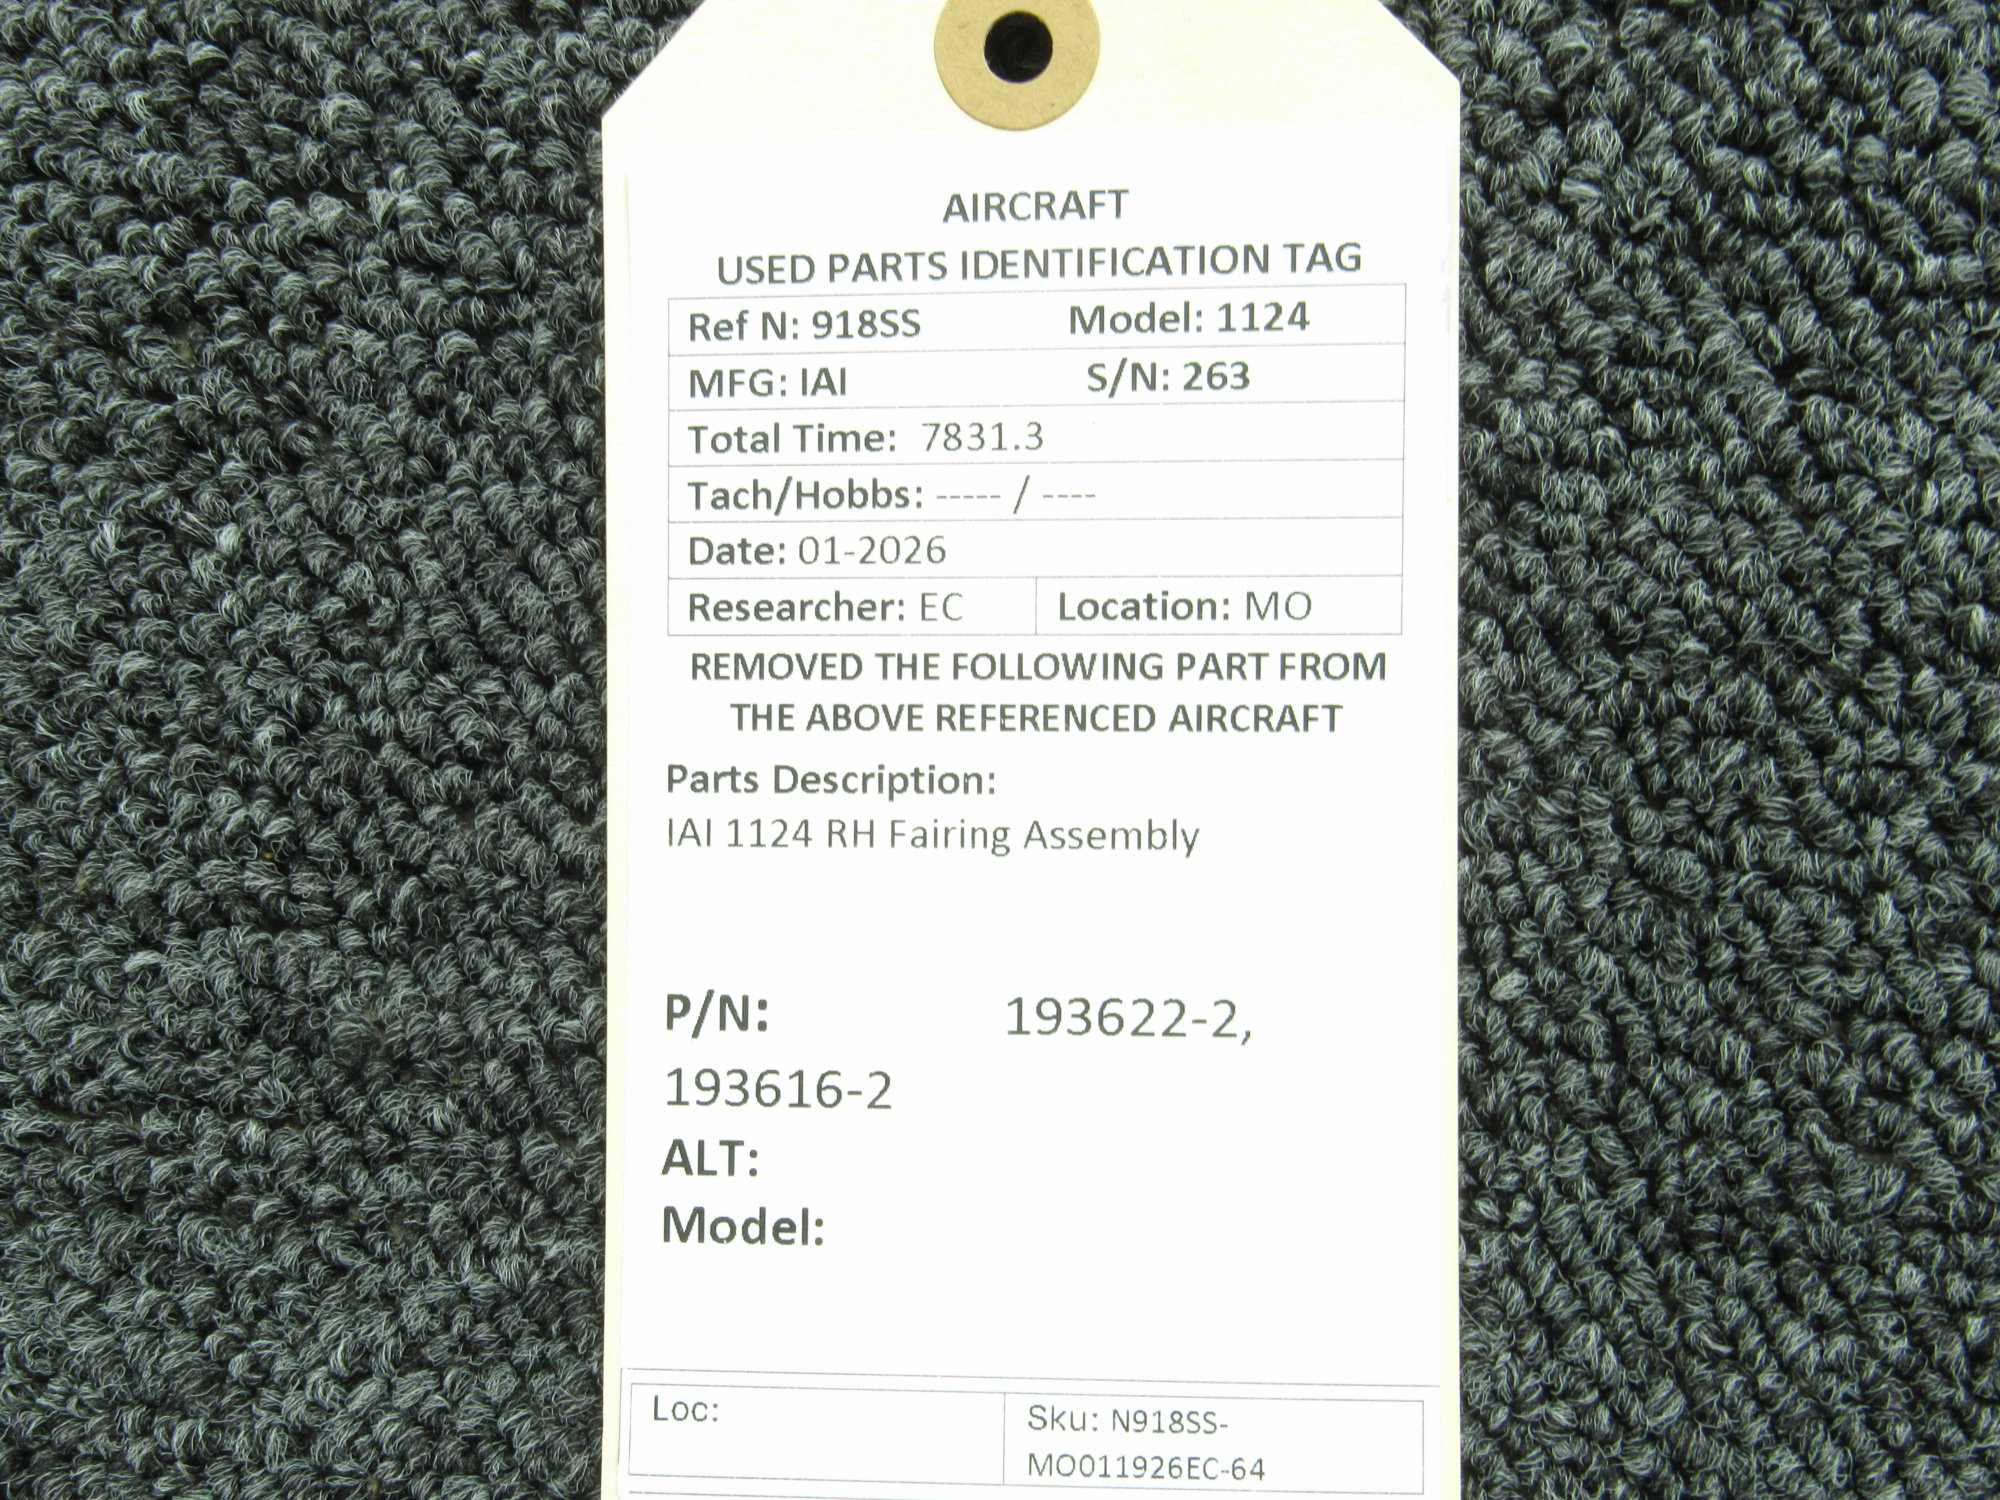 AIRCRAFT
USED PARTS IDENTIFICATION TAG
Ref N: 918SS Model: 1124
MFG: IAI S/N: 263
Total Time: 7831.3
Tach/Hobbs: ----- / ----
Date: 01-2026
Researcher: EC Location: MO
REMOVED THE FOLLOWING PART FROM
THE ABOVE REFERENCED AIRCRAFT
Parts Description:
IAI 1124 RH Fairing Assembly
P/N: 193622-2,
193616-2
ALT:
Model:
Loc:
Sku: N918SS-
MO011926EC-64